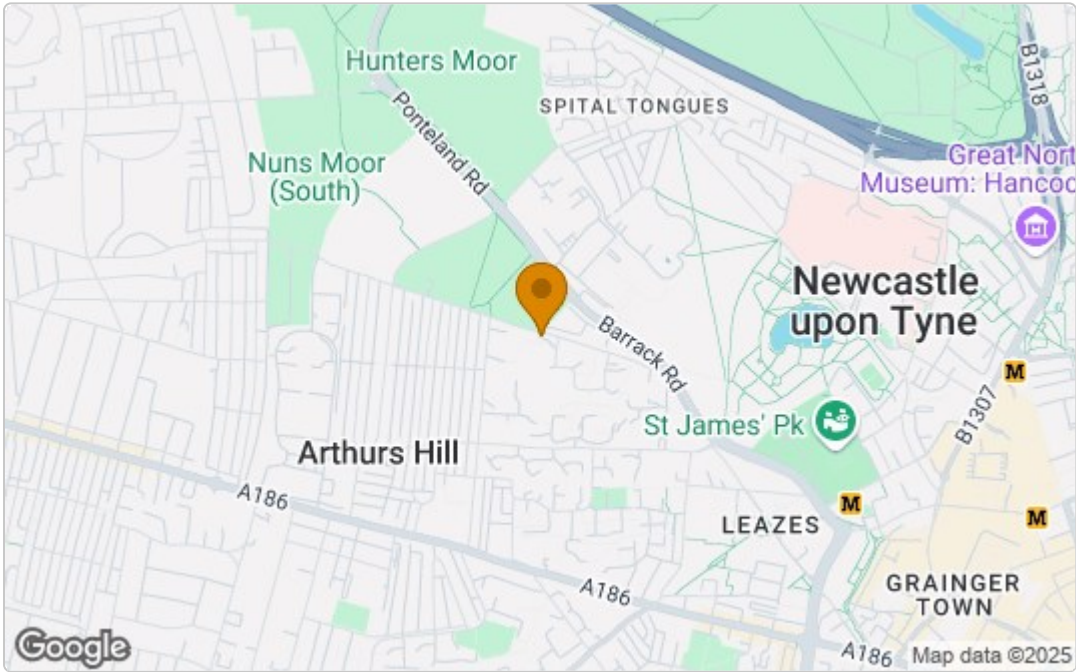 Hunters Moor
SPITAL TONGUES
B1318
Ponteland Rd
Nuns Moor
(South)
Great Nort
Museum: Hancoc
Newcastle
upon Tyne
Barrack Rd
M
St James' Pk
B1307
Arthurs Hill
A186
M
LEAZES
M
A186
GRAINGER
TOWN
A186
Google
Map data ©2025